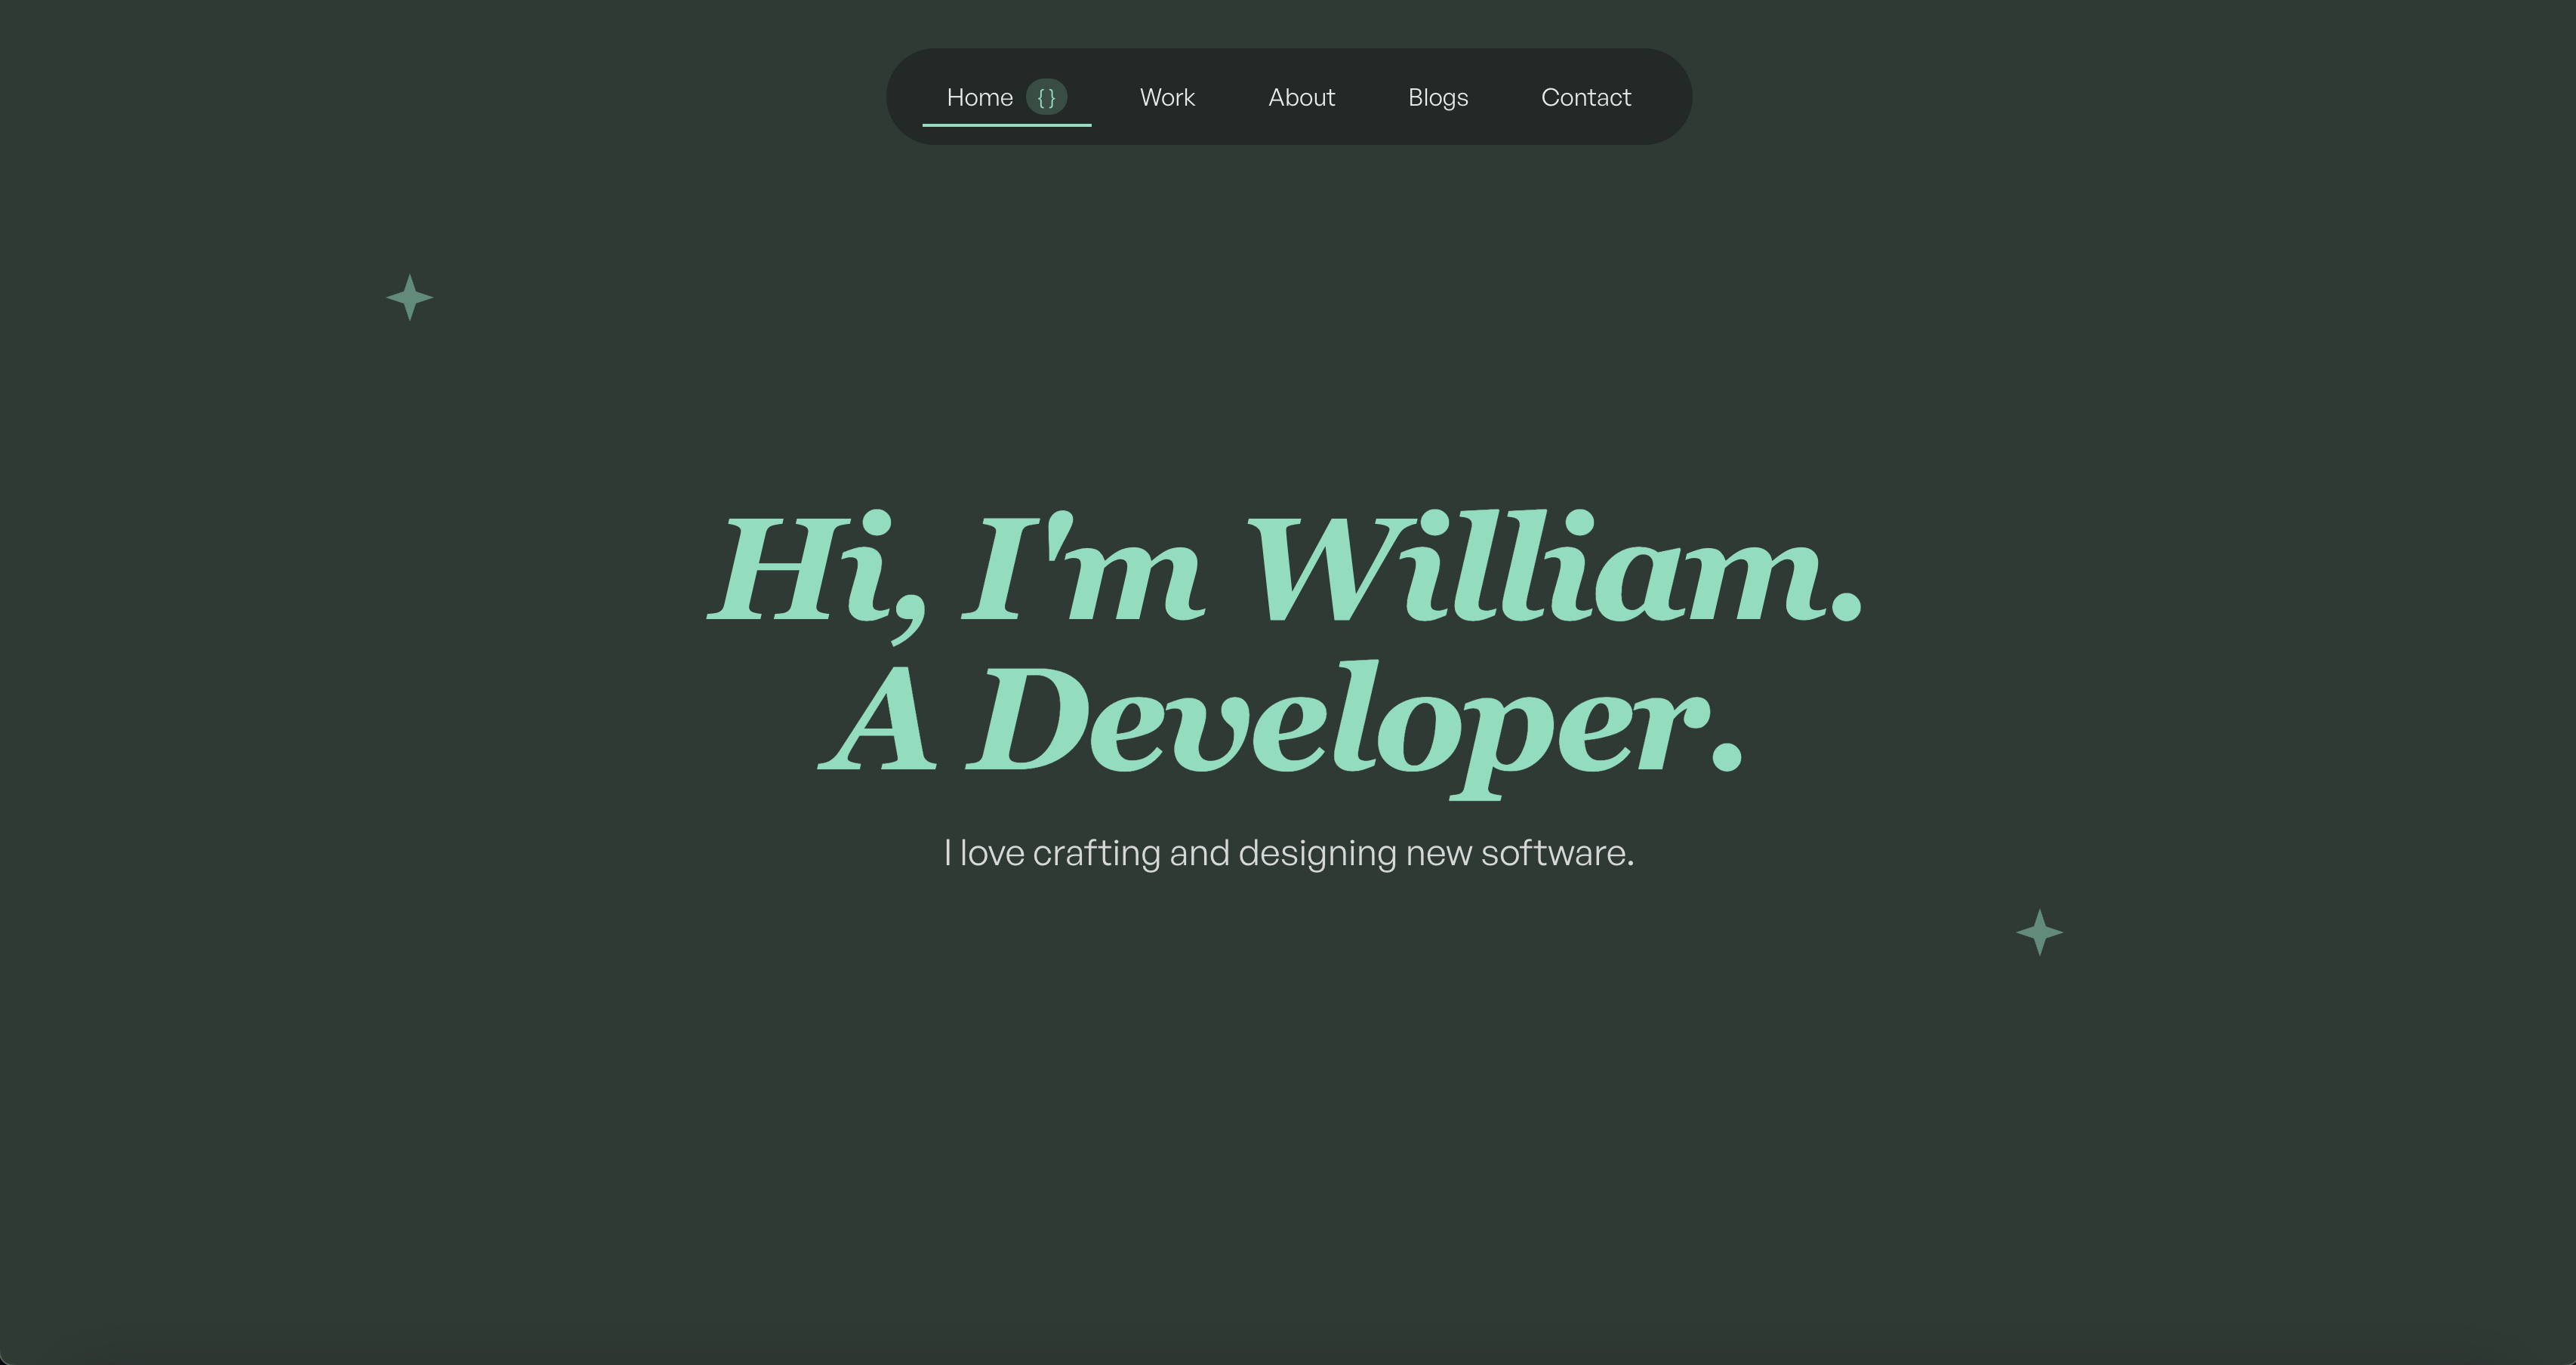 Home {} Work About Blogs Contact
Hi, I'm William.
A Developer.
I love crafting and designing new software.